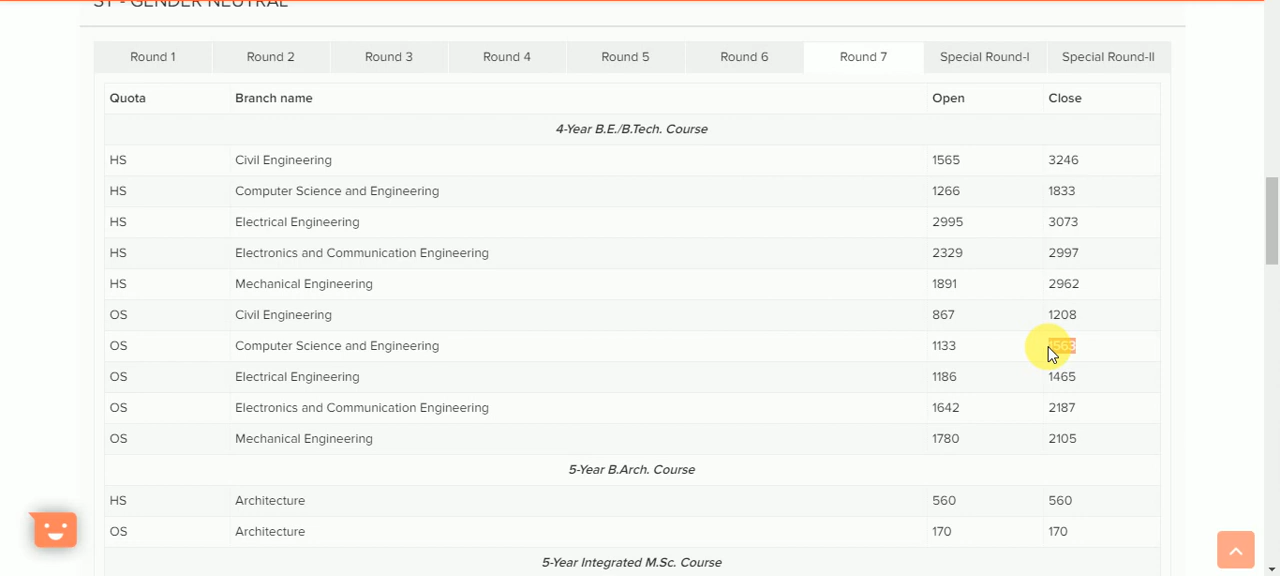 ST - GENDER NEUTRAL
Round 1 Round 2 Round 3 Round 4 Round 5 Round 6 Round 7 Special Round-I Special Round-II
Quota Branch name Open Close
4-Year B.E./B.Tech. Course
HS Civil Engineering 1565 3246
HS Computer Science and Engineering 1266 1833
HS Electrical Engineering 2995 3073
HS Electronics and Communication Engineering 2329 2997
HS Mechanical Engineering 1891 2962
OS Civil Engineering 867 1208
OS Computer Science and Engineering 1133
OS Electrical Engineering 1186 1465
OS Electronics and Communication Engineering 1642 2187
OS Mechanical Engineering 1780 2105
5-Year B.Arch. Course
HS Architecture 560 560
OS Architecture 170 170
5-Year Integrated M.Sc. Course